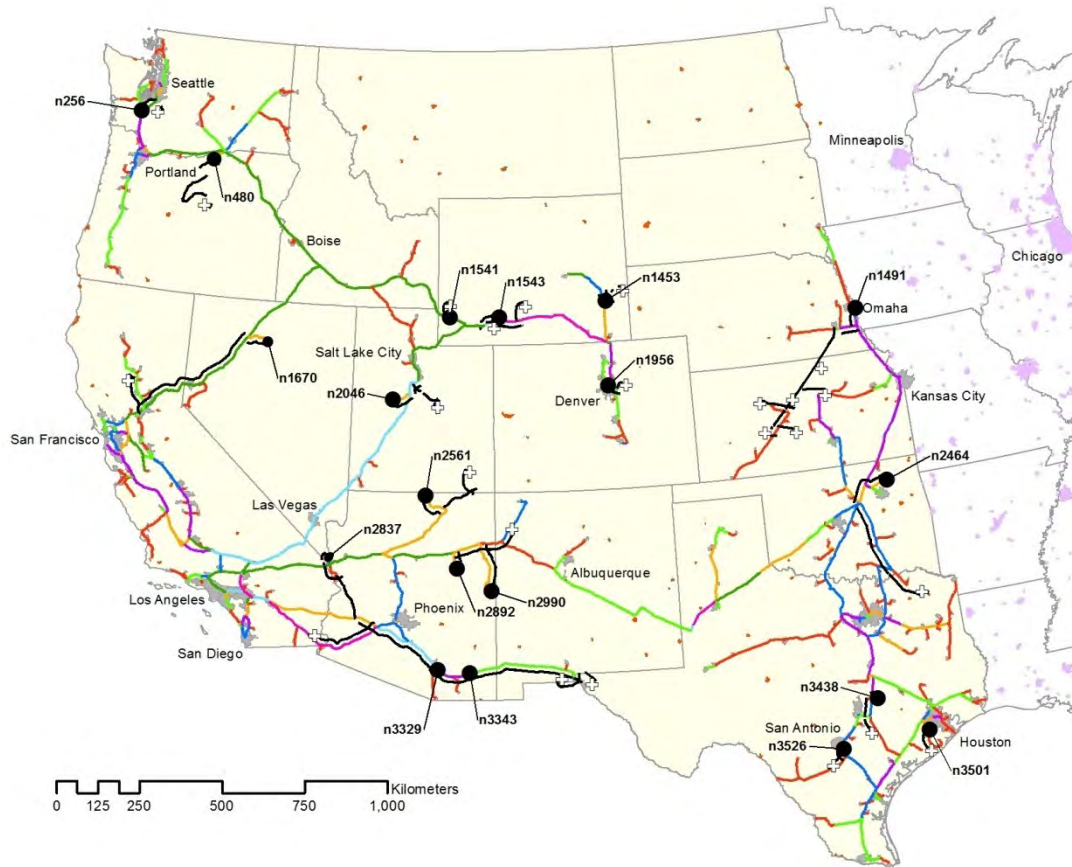 Seattle
n256
Minneapolis
Portland
n480
Chicago
Boise
n1541
n1543
n1453
n1491
Omaha
Salt Lake City
n1670
n2046
n1956
Denver
Kansas City
San Francisco
n2561
n2464
Las Vegas
n2837
Albuquerque
Los Angeles
n2892
n2990
Phoenix
San Diego
n3438
n3329
n3343
San Antonio
n3526
Houston
n3501
Kilometers
0 125 250 500 750 1,000